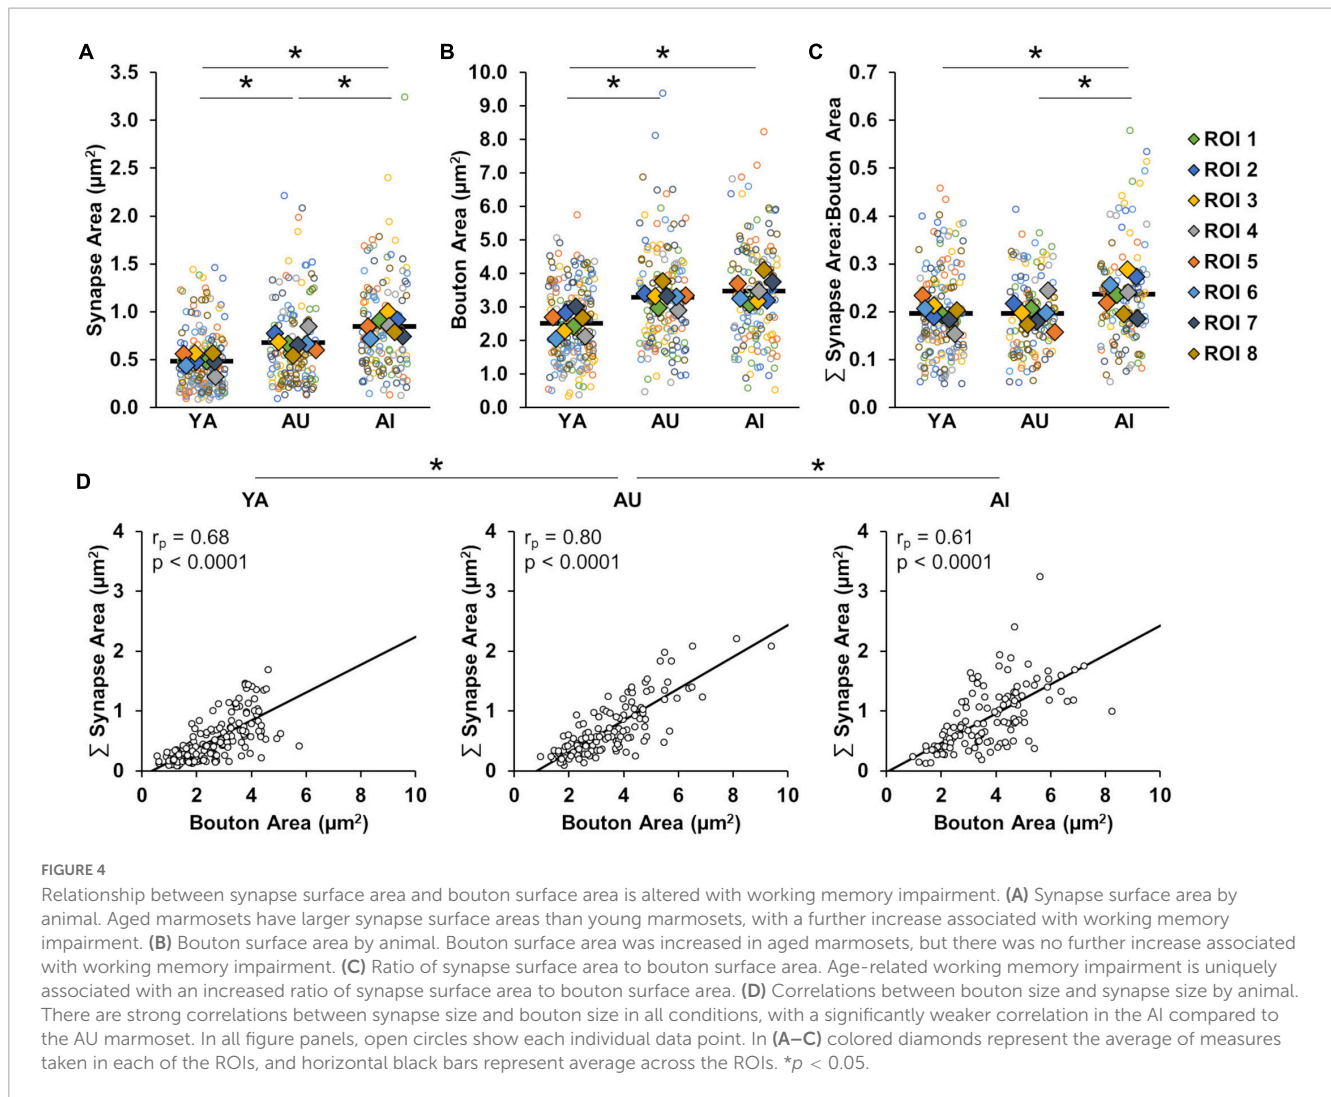 A
*
* *
Synapse Area (µm²)
3.5
3.0
2.5
2.0
1.5
1.0
0.5
0.0
YA AU AI
B
*
*
Bouton Area (µm²)
10.0
9.0
8.0
7.0
6.0
5.0
4.0
3.0
2.0
1.0
0.0
YA AU AI
C
*
*
∑ Synapse Area:Bouton Area
0.7
0.6
0.5
0.4
0.3
0.2
0.1
0.0
YA AU AI
ROI 1
ROI 2
ROI 3
ROI 4
ROI 5
ROI 6
ROI 7
ROI 8
D
* *
YA AU AI
rₚ = 0.68
p < 0.0001
∑ Synapse Area (µm²)
4
3
2
1
0
0 2 4 6 8 10
Bouton Area (µm²)
rₚ = 0.80
p < 0.0001
∑ Synapse Area (µm²)
4
3
2
1
0
0 2 4 6 8 10
Bouton Area (µm²)
rₚ = 0.61
p < 0.0001
∑ Synapse Area (µm²)
4
3
2
1
0
0 2 4 6 8 10
Bouton Area (µm²)
FIGURE 4
Relationship between synapse surface area and bouton surface area is altered with working memory impairment. (A) Synapse surface area by
animal. Aged marmosets have larger synapse surface areas than young marmosets, with a further increase associated with working memory
impairment. (B) Bouton surface area by animal. Bouton surface area was increased in aged marmosets, but there was no further increase associated
with working memory impairment. (C) Ratio of synapse surface area to bouton surface area. Age-related working memory impairment is uniquely
associated with an increased ratio of synapse surface area to bouton surface area. (D) Correlations between bouton size and synapse size by animal.
There are strong correlations between synapse size and bouton size in all conditions, with a significantly weaker correlation in the AI compared to
the AU marmoset. In all figure panels, open circles show each individual data point. In (A–C) colored diamonds represent the average of measures
taken in each of the ROIs, and horizontal black bars represent average across the ROIs. *p < 0.05.